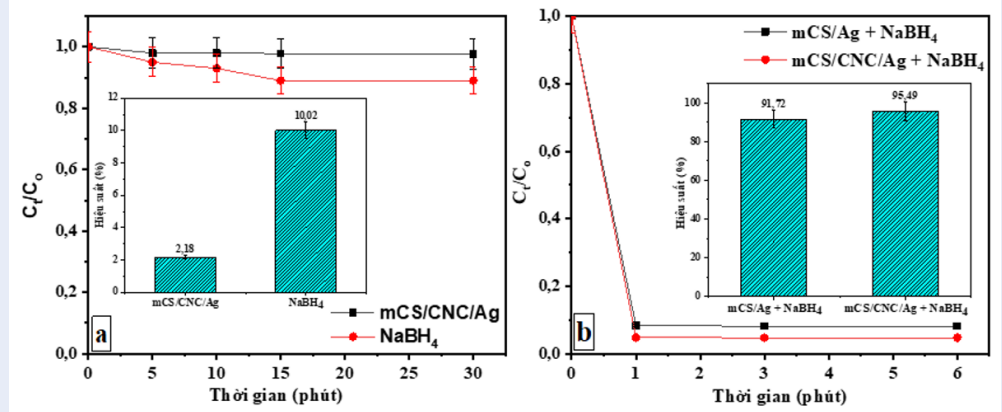 1,0
0,8
0,6
0,4
0,2
0,0
C_t/C_o
12
10
8
6
4
2
0
Hiệu suất (%)
2,18
10,02
mCS/CNC/Ag
NaBH₄
mCS/CNC/Ag
NaBH₄
a
0 5 10 15 20 25 30
Thời gian (phút)
1,0
0,8
0,6
0,4
0,2
0,0
C_t/C_o
mCS/Ag + NaBH₄
mCS/CNC/Ag + NaBH₄
100
80
60
40
20
0
Hiệu suất (%)
91,72
95,49
mCS/Ag + NaBH₄
mCS/CNC/Ag + NaBH₄
b
0 1 2 3 4 5 6
Thời gian (phút)